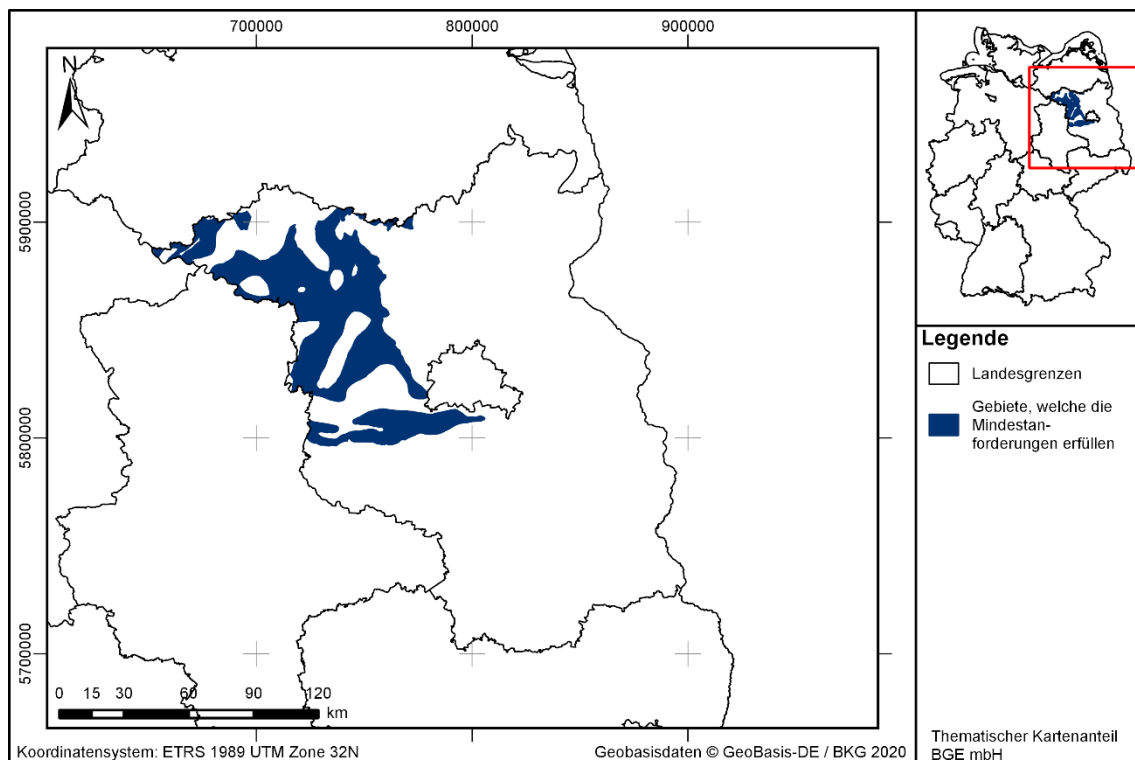 700000
800000
900000
N
5900000
5800000
5700000
0 15 30 60 90 120
km
Koordinatensystem: ETRS 1989 UTM Zone 32N
Geobasisdaten © GeoBasis-DE / BKG 2020
Legende
Landesgrenzen
Gebiete, welche die
Mindestan-
forderungen erfüllen
Thematischer Kartenanteil
BGE mbH